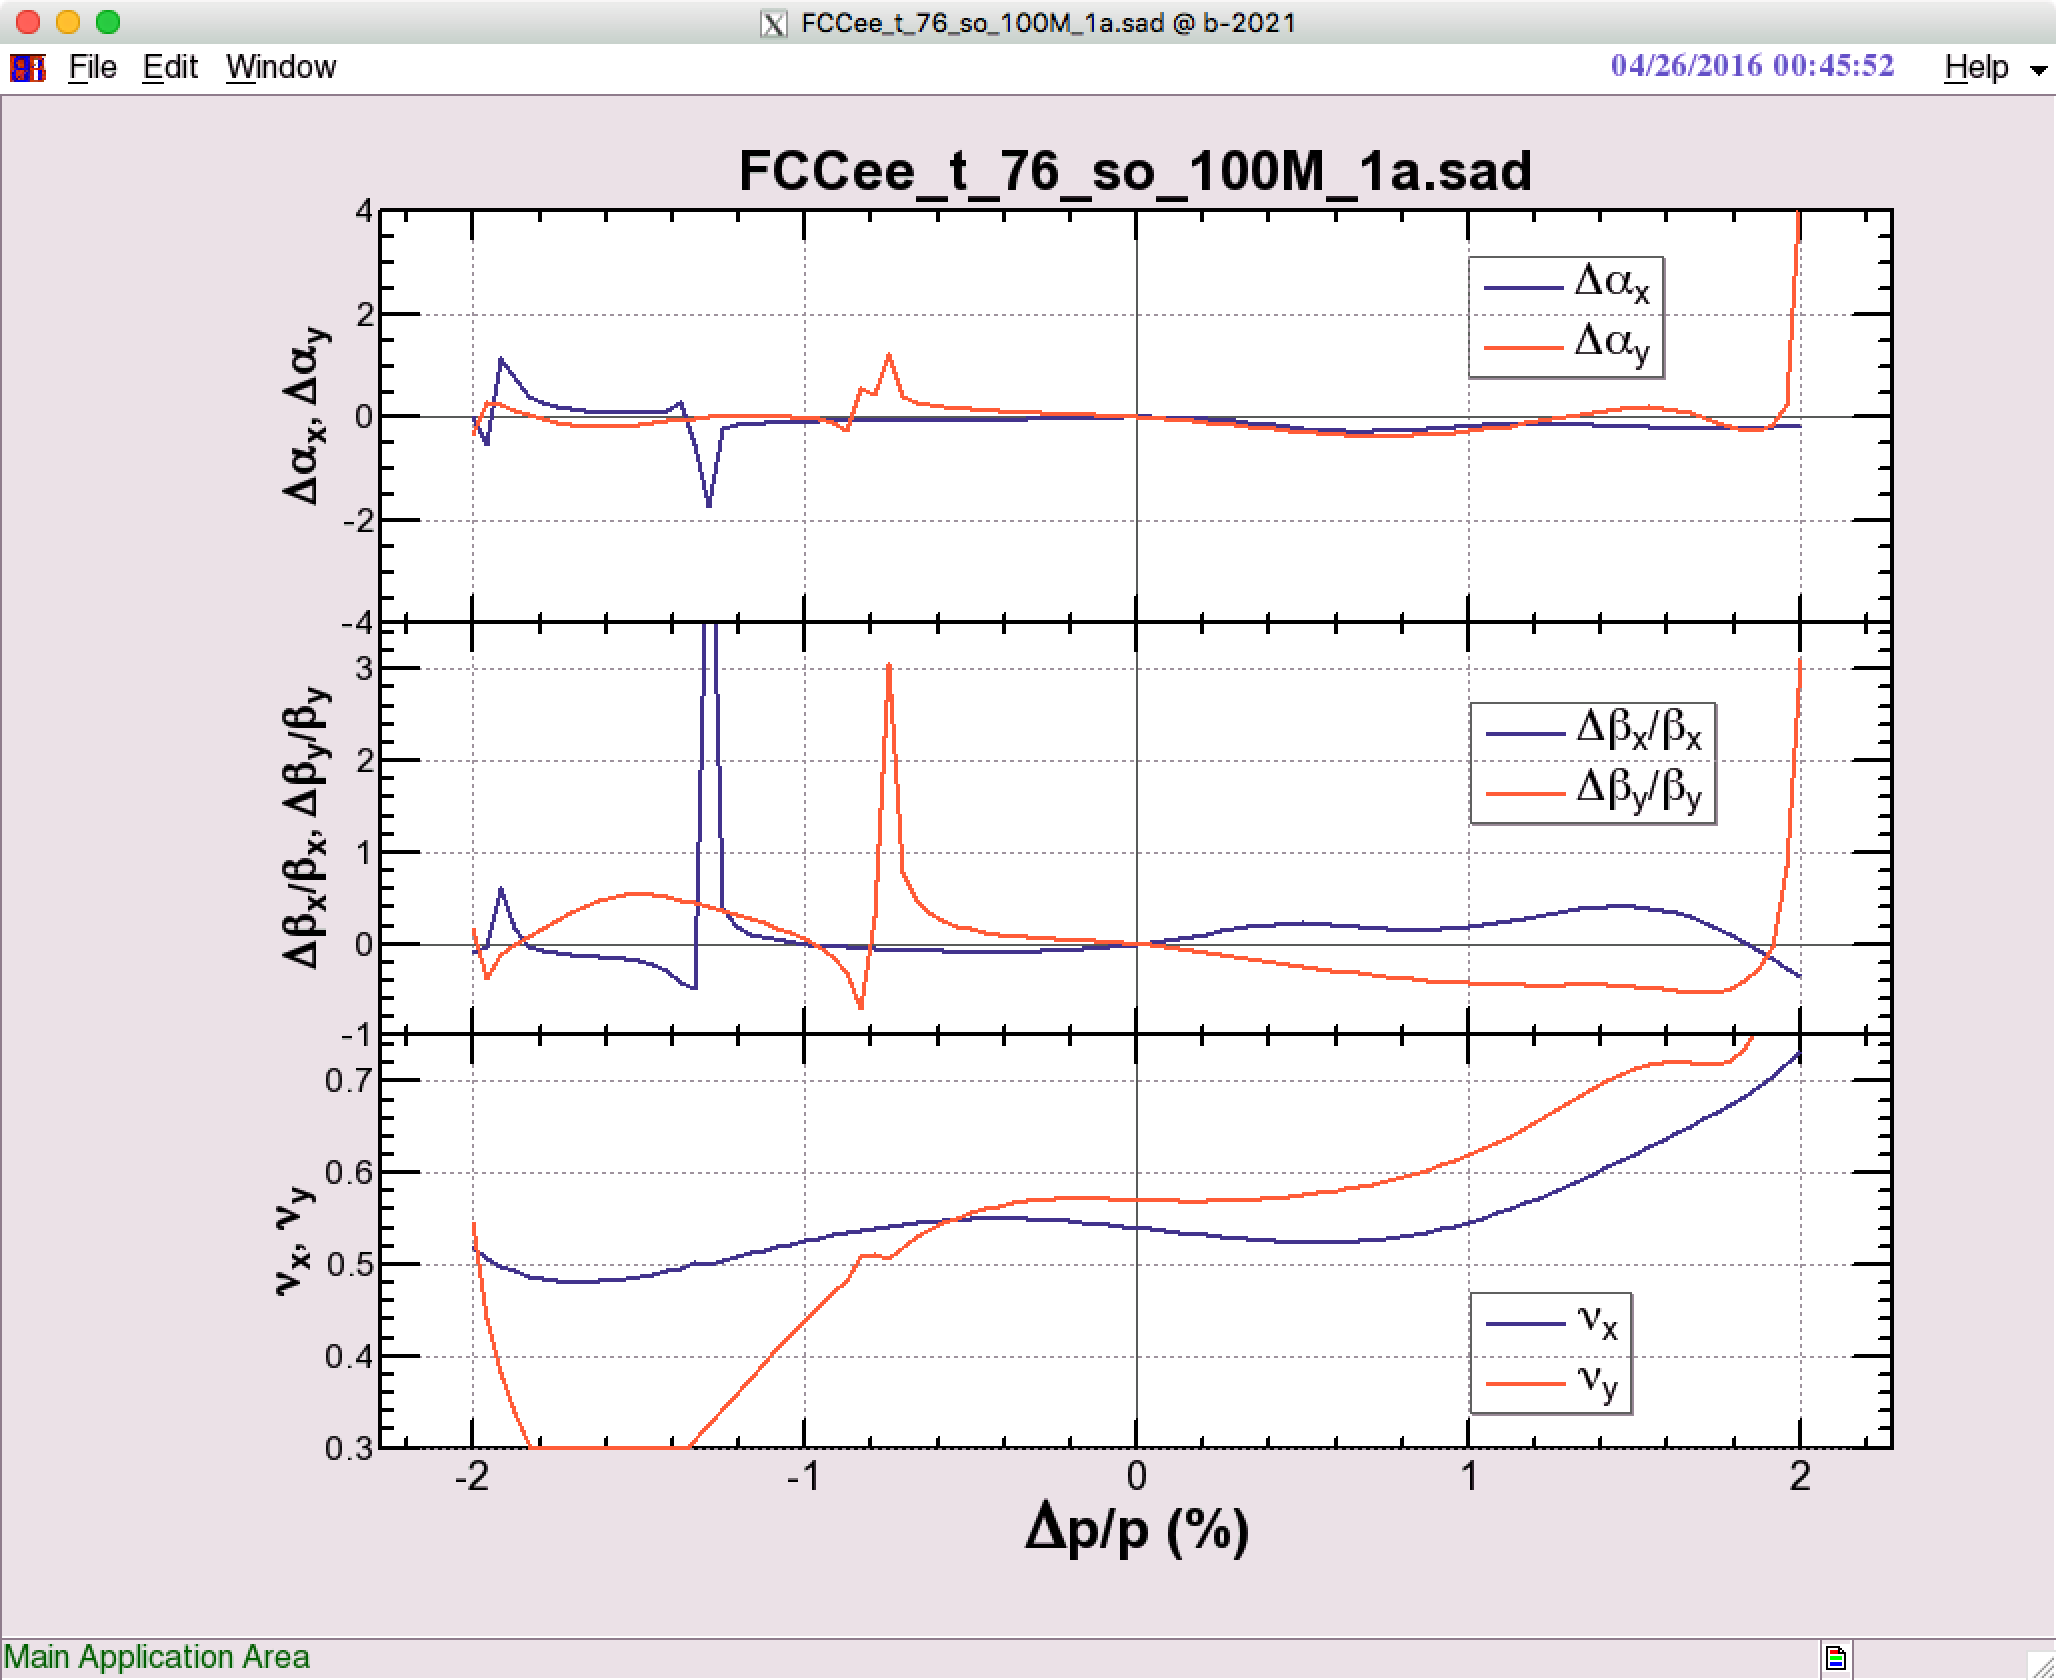 FCCee_t_76_so_100M_1a.sad @ b-2021
File Edit Window 04/26/2016 00:45:52 Help
FCCee_t_76_so_100M_1a.sad
4
2
0
-2
-4
Δαx, Δαy
Δαx
Δαy
3
2
1
0
-1
Δβx/βx, Δβy/βy
Δβx/βx
Δβy/βy
0.7
0.6
0.5
0.4
0.3
νx, νy
νx
νy
-2 -1 0 1 2
Δp/p (%)
Main Application Area